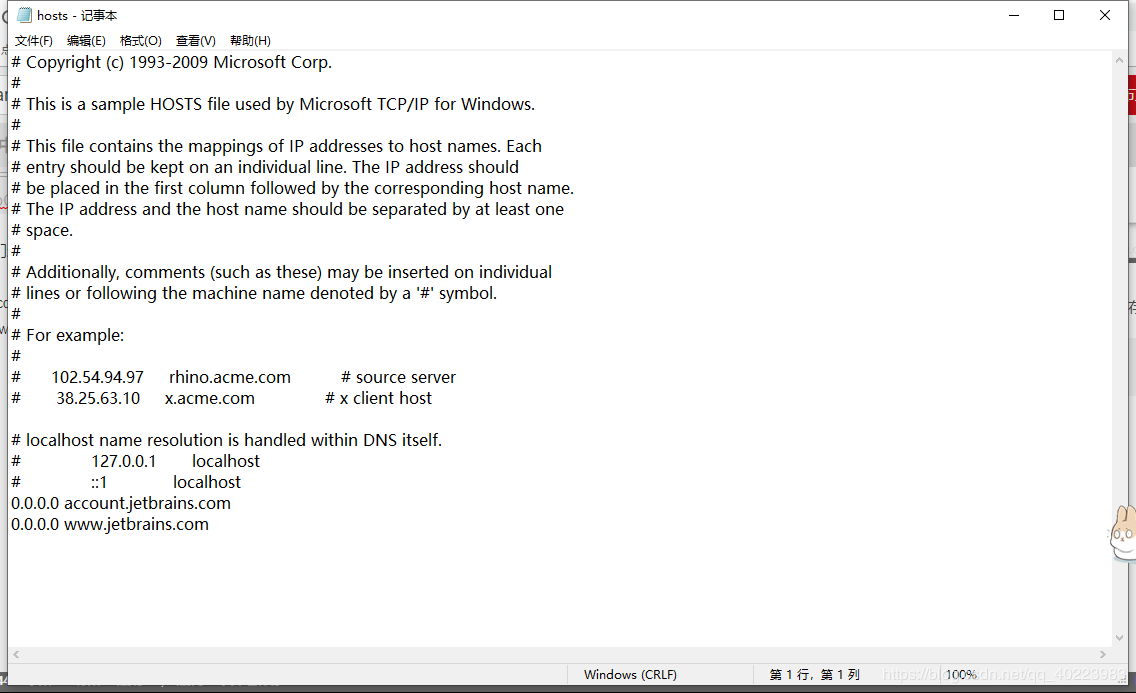 hosts - 记事本
文件(F) 编辑(E) 格式(O) 查看(V) 帮助(H)
# Copyright (c) 1993-2009 Microsoft Corp.
#
# This is a sample HOSTS file used by Microsoft TCP/IP for Windows.
#
# This file contains the mappings of IP addresses to host names. Each
# entry should be kept on an individual line. The IP address should
# be placed in the first column followed by the corresponding host name.
# The IP address and the host name should be separated by at least one
# space.
#
# Additionally, comments (such as these) may be inserted on individual
# lines or following the machine name denoted by a '#' symbol.
#
# For example:
#
# 102.54.94.97 rhino.acme.com # source server
# 38.25.63.10 x.acme.com # x client host
# localhost name resolution is handled within DNS itself.
# 127.0.0.1 localhost
# ::1 localhost
0.0.0.0 account.jetbrains.com
0.0.0.0 www.jetbrains.com
Windows (CRLF) 第 1 行，第 1 列 100%